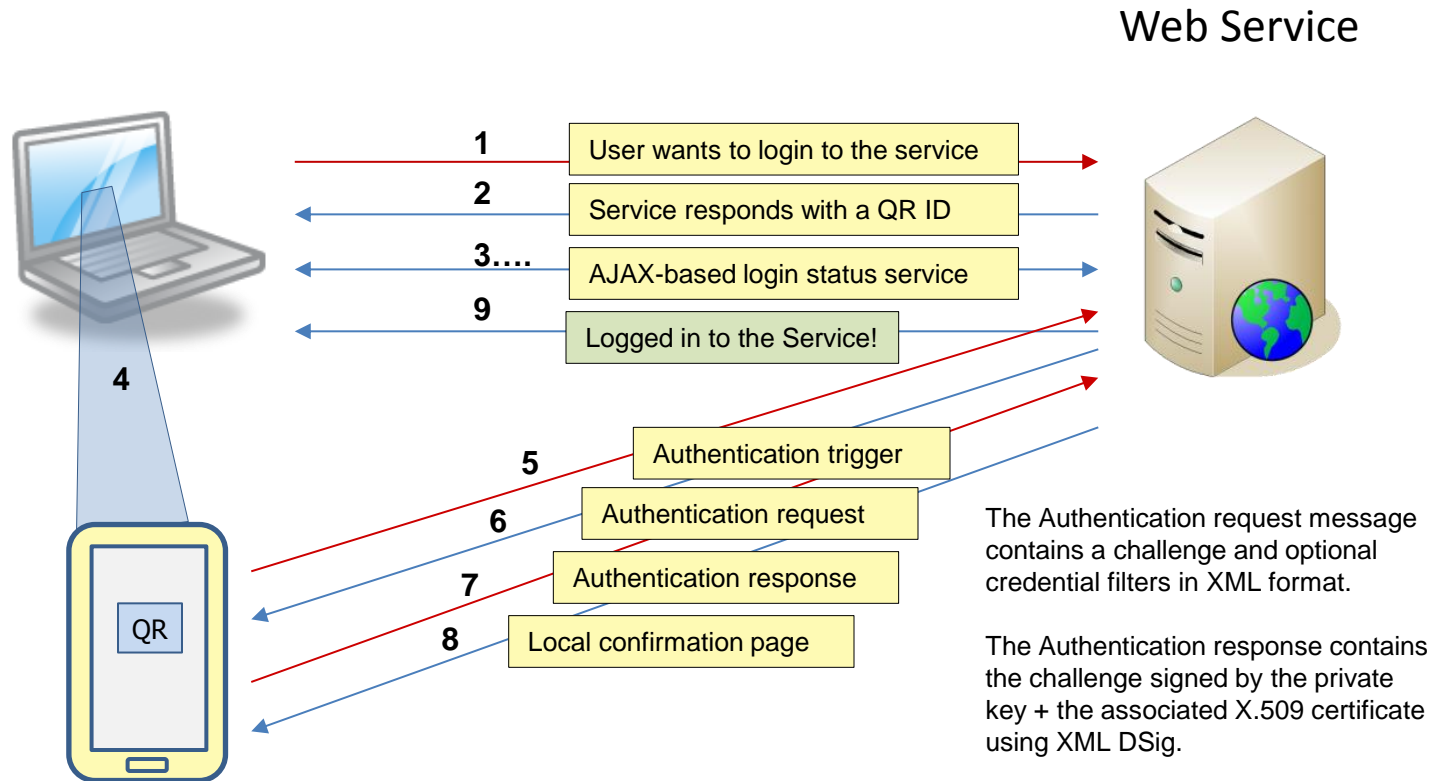 Web Service
1
User wants to login to the service
2
Service responds with a QR ID
3....
AJAX-based login status service
9
Logged in to the Service!
4
5
Authentication trigger
6
Authentication request
7
Authentication response
8
Local confirmation page
QR
The Authentication request message
contains a challenge and optional
credential filters in XML format.
The Authentication response contains
the challenge signed by the private
key + the associated X.509 certificate
using XML DSig.